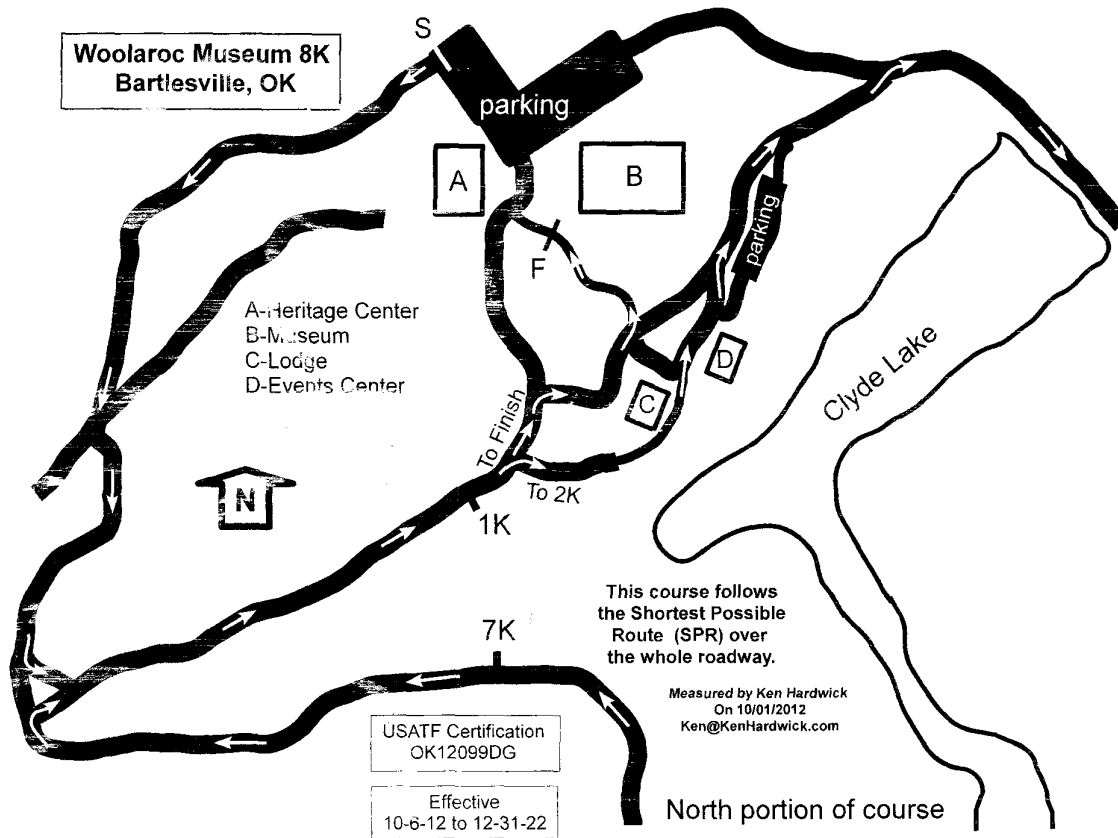 Woolaroc Museum 8K
Bartlesville, OK
S
parking
A
B
F
parking
A-Heritage Center
B-Museum
C-Lodge
D-Events Center
D
C
Clyde Lake
To Finish
To 2K
N
1K
7K
This course follows
the Shortest Possible
Route (SPR) over
the whole roadway.
Measured by Ken Hardwick
On 10/01/2012
Ken@KenHardwick.com
USATF Certification
OK12099DG
Effective
10-6-12 to 12-31-22
North portion of course